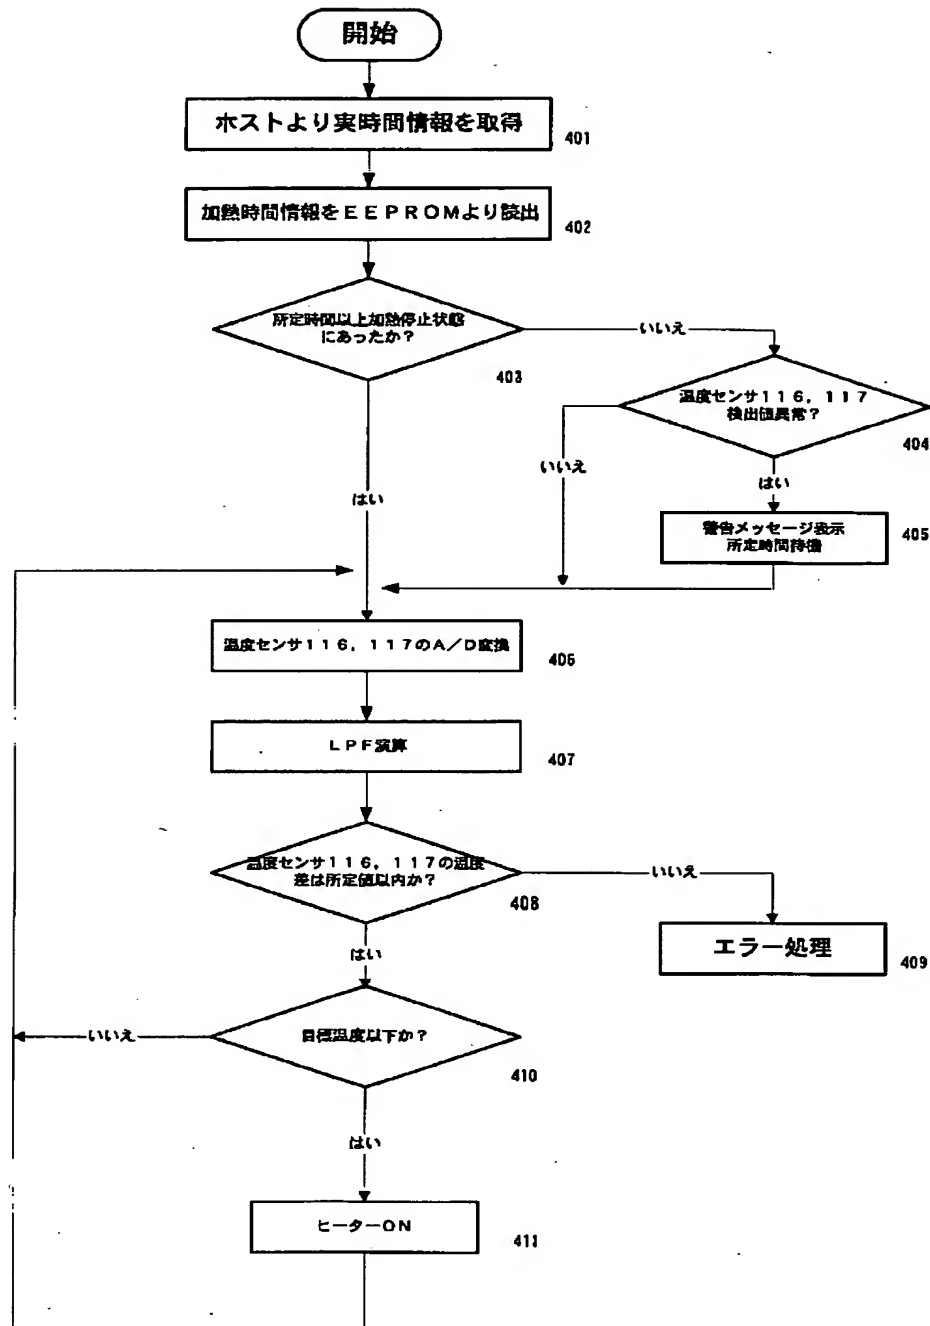 開始
ホストより実時間情報を取得
401
加熱時間情報をEEPROMより読出
402
所定時間以上加熱停止状態
にあったか?
403
いいえ
温度センサ116,117
検出値異常?
404
いいえ
はい
はい
警告メッセージ表示
所定時間待機
405
温度センサ116,117のA/D変換
406
LPF演算
407
温度センサ116,117の温度
差は所定値以内か?
408
いいえ
はい
エラー処理
409
目標温度以下か?
410
いいえ
はい
ヒーターON
411